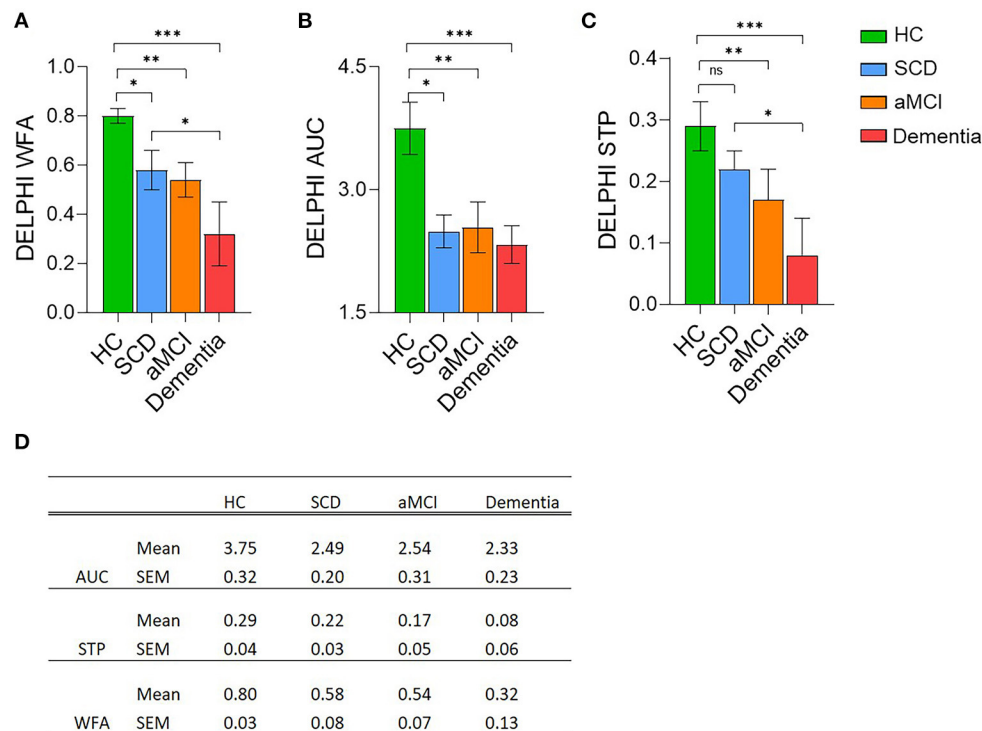 A
DELPHI WFA
1.0
0.8
0.6
0.4
0.2
0.0
***
**
*
*
HC
SCD
aMCI
Dementia
B
DELPHI AUC
4.5
3.0
1.5
***
**
*
HC
SCD
aMCI
Dementia
C
DELPHI STP
0.4
0.3
0.2
0.1
0.0
***
**
ns
*
HC
SCD
aMCI
Dementia
HC
SCD
aMCI
Dementia
D
HC SCD aMCI Dementia
Mean 3.75 2.49 2.54 2.33
AUC SEM 0.32 0.20 0.31 0.23
Mean 0.29 0.22 0.17 0.08
STP SEM 0.04 0.03 0.05 0.06
Mean 0.80 0.58 0.54 0.32
WFA SEM 0.03 0.08 0.07 0.13